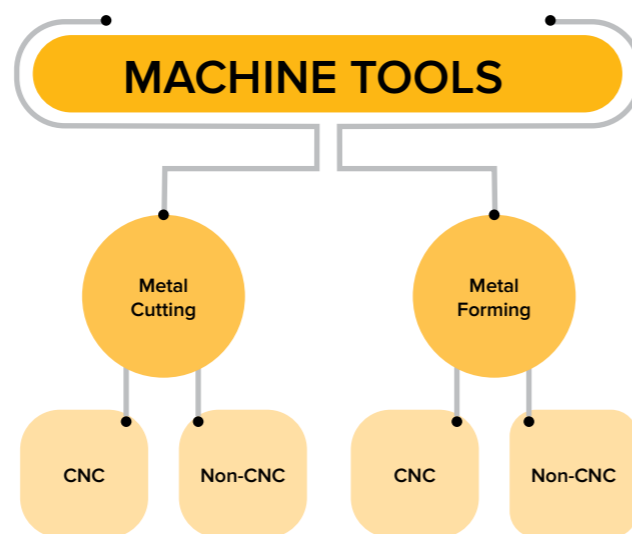 MACHINE TOOLS
Metal
Cutting
Metal
Forming
CNC
Non-CNC
CNC
Non-CNC